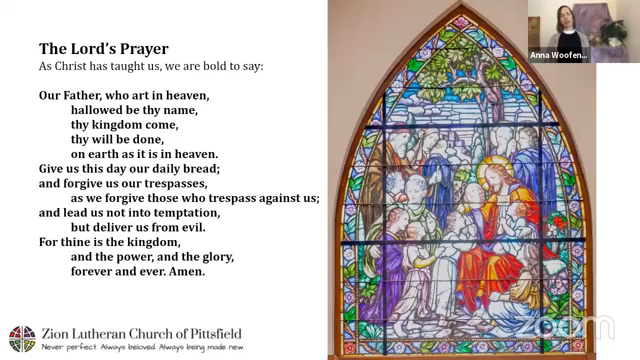 The Lord's Prayer
As Christ has taught us, we are bold to say:
Our Father, who art in heaven,
hallowed be thy name,
thy kingdom come,
thy will be done,
on earth as it is in heaven.
Give us this day our daily bread;
and forgive us our trespasses,
as we forgive those who trespass against us;
and lead us not into temptation,
but deliver us from evil.
For thine is the kingdom,
and the power, and the glory,
forever and ever. Amen.
Zion Lutheran Church of Pittsfield
Never perfect. Always beloved. Always being made new.
Anna Woofen...
zoom